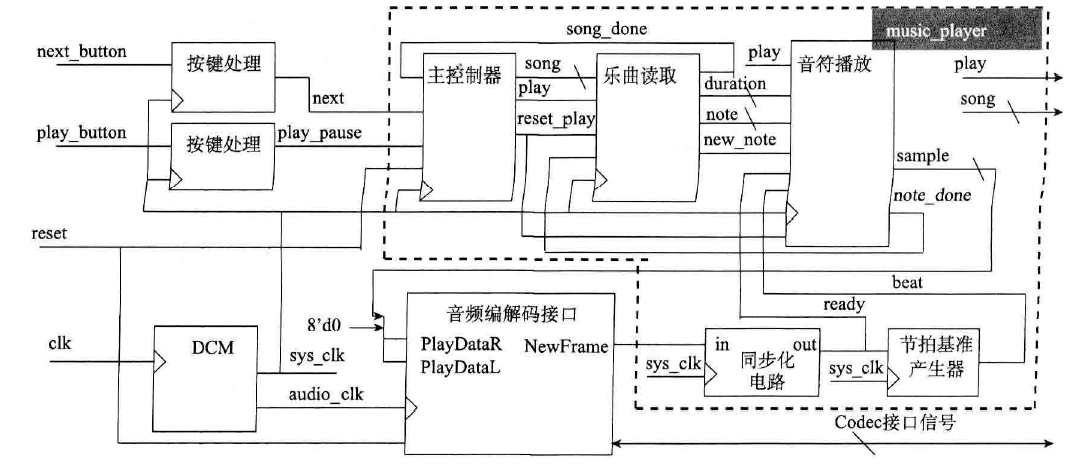 music_player
song_done
next_button
按键处理
next
play_button
按键处理
play_pause
主控制器
song
play
reset_play
乐曲读取
duration
note
new_note
play
音符播放
sample
note_done
play
song
reset
beat
ready
clk
DCM
sys_clk
audio_clk
8'd0
音频编解码接口
PlayDataR
PlayDataL
NewFrame
in
out
sys_clk
同步化
电路
sys_clk
节拍基准
产生器
Codec接口信号